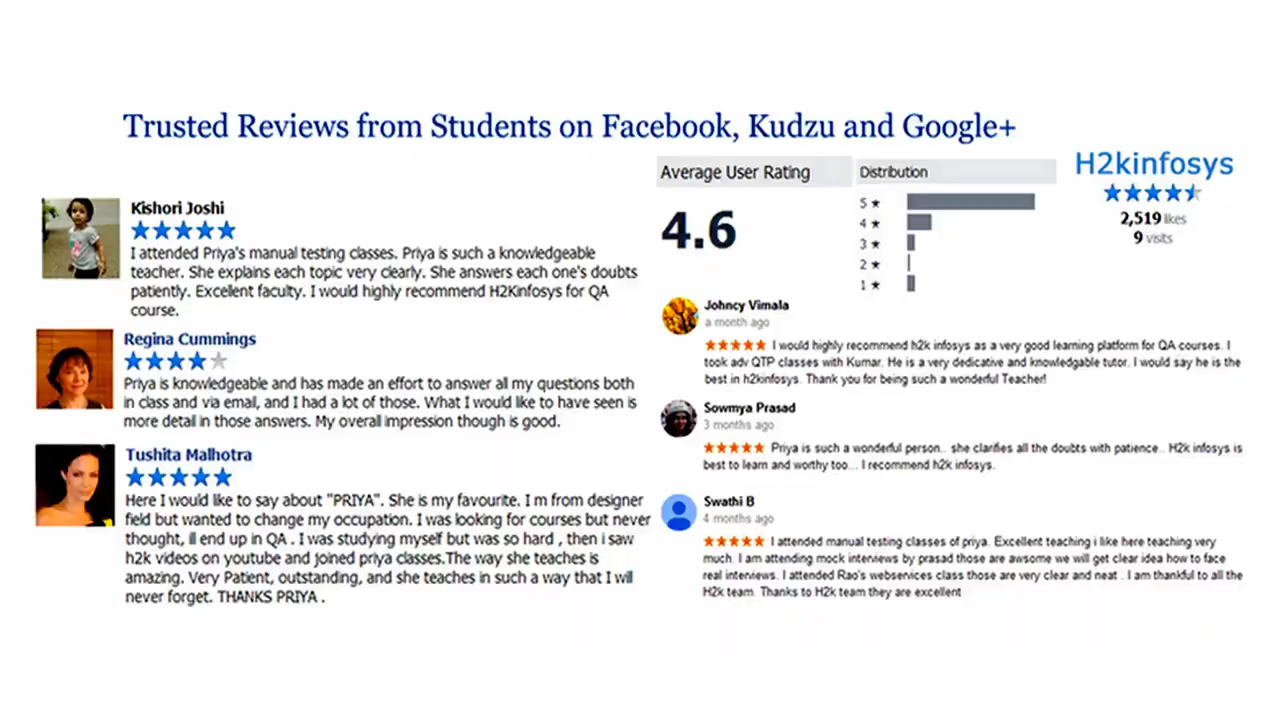 Trusted Reviews from Students on Facebook, Kudzu and Google+
Kishori Joshi
I attended Priya's manual testing classes. Priya is such a knowledgeable
teacher. She explains each topic very clearly. She answers each one's doubts
patiently. Excellent faculty. I would highly recommend H2Kinfosys for QA
course.
Regina Cummings
Priya is knowledgeable and has made an effort to answer all my questions both
in class and via email, and I had a lot of those. What I would like to have seen is
more detail in those answers. My overall impression though is good.
Tushita Malhotra
Here I would like to say about "PRIYA". She is my favourite. I m from designer
field but wanted to change my occupation. I was looking for courses but never
thought, ill end up in QA . I was studying myself but was so hard , then i saw
h2k videos on youtube and joined priya classes.The way she teaches is
amazing. Very Patient, outstanding, and she teaches in such a way that I will
never forget. THANKS PRIYA .
Average User Rating
4.6
Distribution
5 ★
4 ★
3 ★
2 ★
1 ★
H2kinfosys
2,519 likes
9 visits
Johncy Vimala
a month ago
I would highly recommend h2k infosys as a very good learning platform for QA courses. I
took adv QTP classes with Kumar. He is a very dedicative and knowledgable tutor. I would say he is the
best in h2kinfosys. Thank you for being such a wonderful Teacher!
Sowmya Prasad
3 months ago
Priya is such a wonderful person.. she clarifies all the doubts with patience.. H2k infosys is
best to learn and worthy too... I recommend h2k infosys.
Swathi B
4 months ago
I attended manual testing classes of priya. Excellent teaching i like here teaching very
much. I am attending mock interviews by prasad those are awsome we will get clear idea how to face
real interviews. I attended Rao's webservices class those are very clear and neat . I am thankful to all the
H2k team. Thanks to H2k team they are excellent